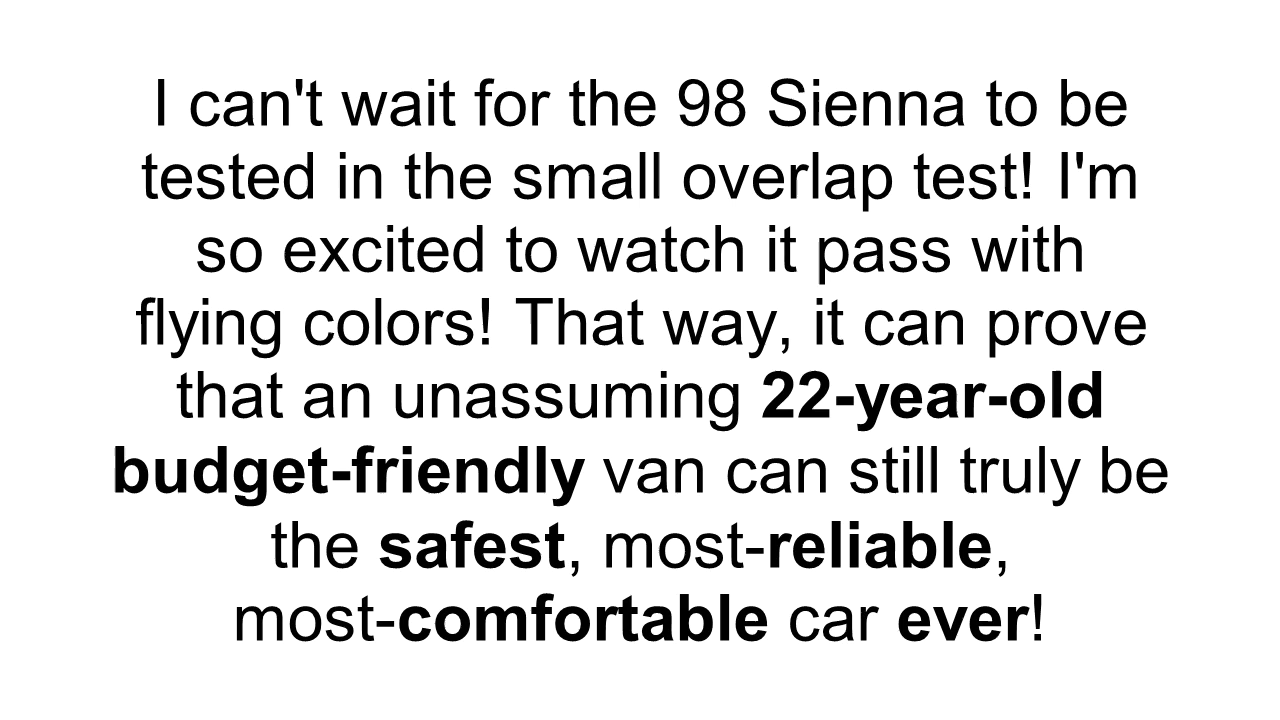 I can't wait for the 98 Sienna to be
tested in the small overlap test! I'm
so excited to watch it pass with
flying colors! That way, it can prove
that an unassuming 22-year-old
budget-friendly van can still truly be
the safest, most-reliable,
most-comfortable car ever!